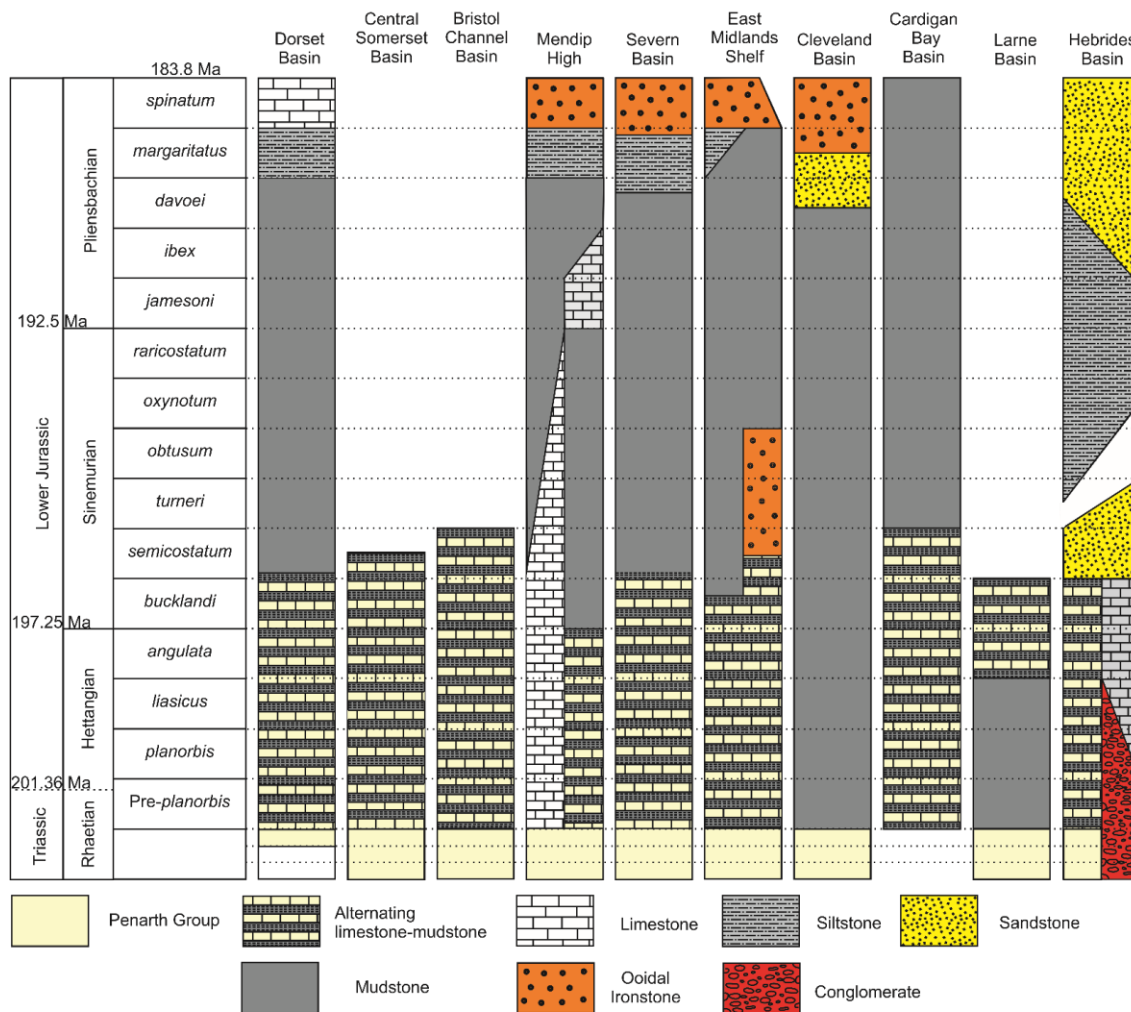 Dorset
Basin
Central
Somerset
Basin
Bristol
Channel
Basin
Mendip
High
Severn
Basin
East
Midlands
Shelf
Cleveland
Basin
Cardigan
Bay
Basin
Larne
Basin
Hebrides
Basin
183.8 Ma
spinatum
margaritatus
davoei
ibex
jamesoni
192.5 Ma
raricostatum
oxynotum
obtusum
turneri
semicostatum
bucklandi
197.25 Ma
angulata
liasicus
planorbis
201.36 Ma
Pre-planorbis
Lower Jurassic
Triassic
Pliensbachian
Sinemurian
Hettangian
Rhaetian
Penarth Group
Alternating
limestone-mudstone
Limestone
Siltstone
Sandstone
Mudstone
Ooidal
Ironstone
Conglomerate